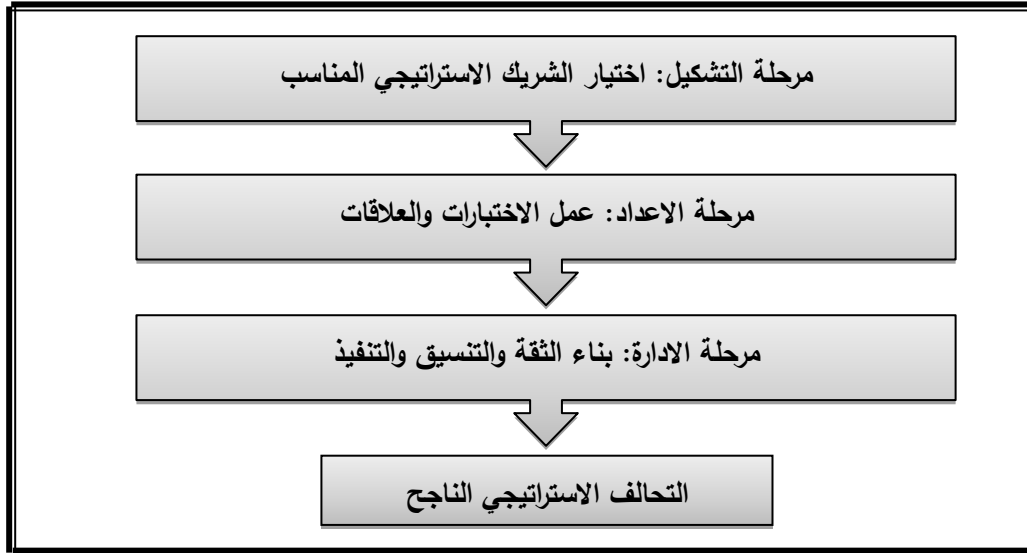 مرحلة التشكيل: اختيار الشريك الاستراتيجي المناسب
مرحلة الاعداد: عمل الاختبارات والعلاقات
مرحلة الادارة: بناء الثقة والتنسيق والتنفيذ
التحالف الاستراتيجي الناجح